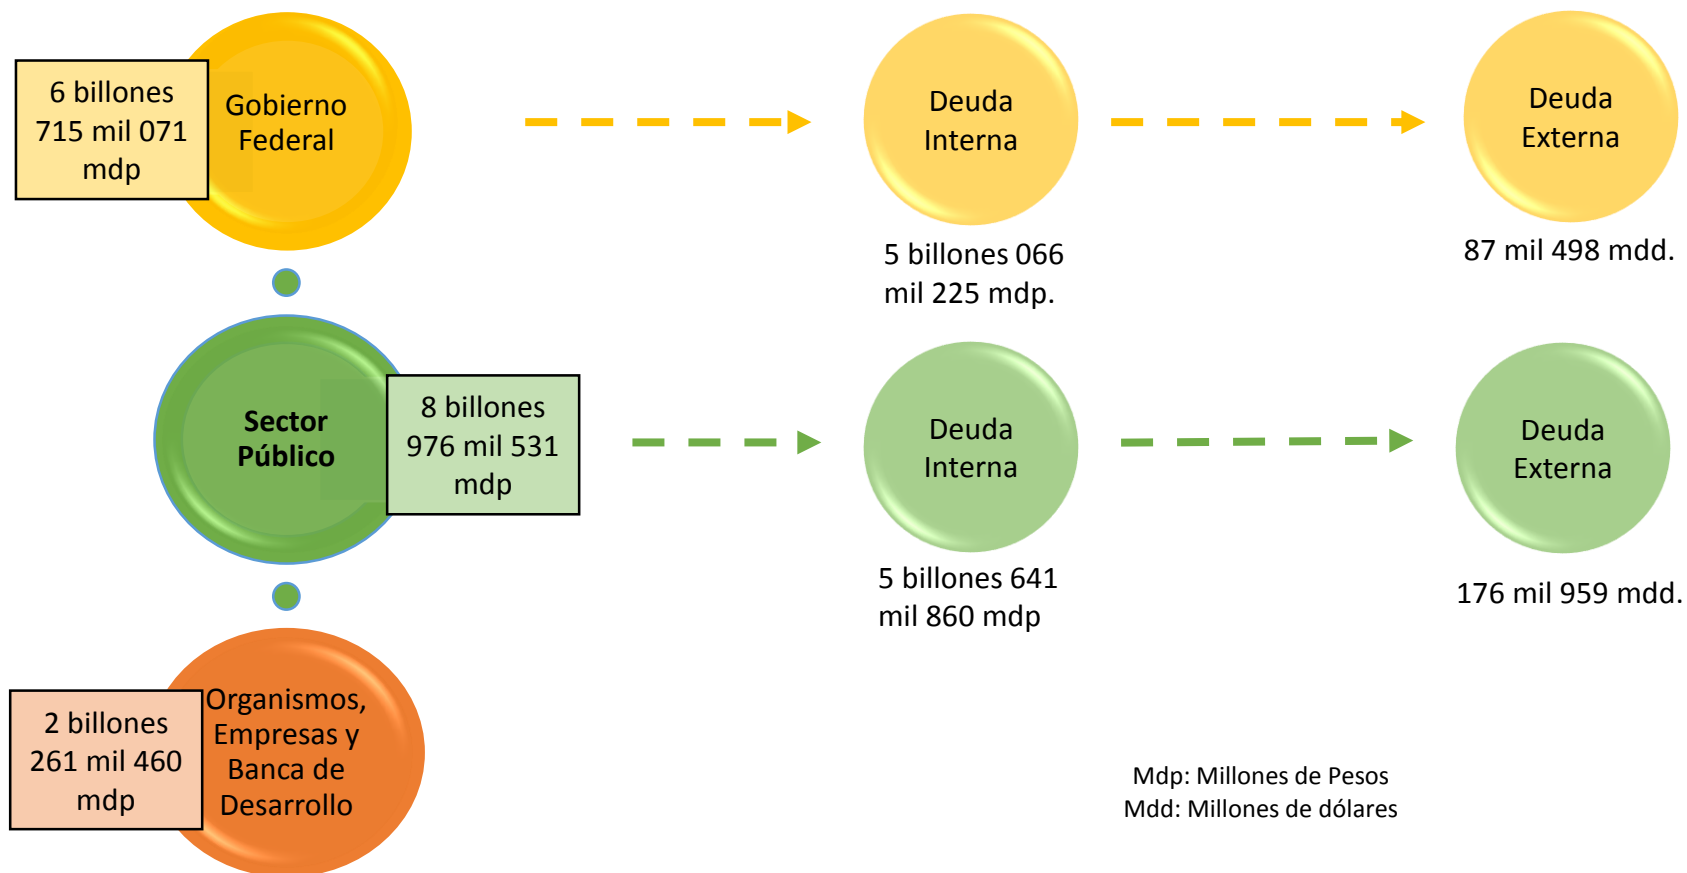 6 billones
715 mil 071
mdp
Gobierno
Federal
Deuda
Interna
5 billones 066
mil 225 mdp.
Deuda
Externa
87 mil 498 mdd.
Sector
Público
8 billones
976 mil 531
mdp
Deuda
Interna
5 billones 641
mil 860 mdp
Deuda
Externa
176 mil 959 mdd.
2 billones
261 mil 460
mdp
Organismos,
Empresas y
Banca de
Desarrollo
Mdp: Millones de Pesos
Mdd: Millones de dólares